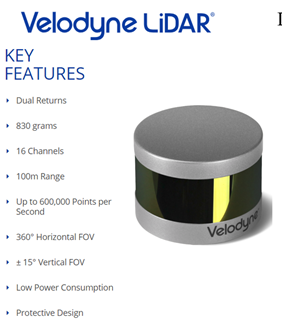 Velodyne LiDAR®
KEY
FEATURES
Dual Returns
830 grams
16 Channels
100m Range
Up to 600,000 Points per
Second
360° Horizontal FOV
± 15° Vertical FOV
Low Power Consumption
Protective Design
Velodyne